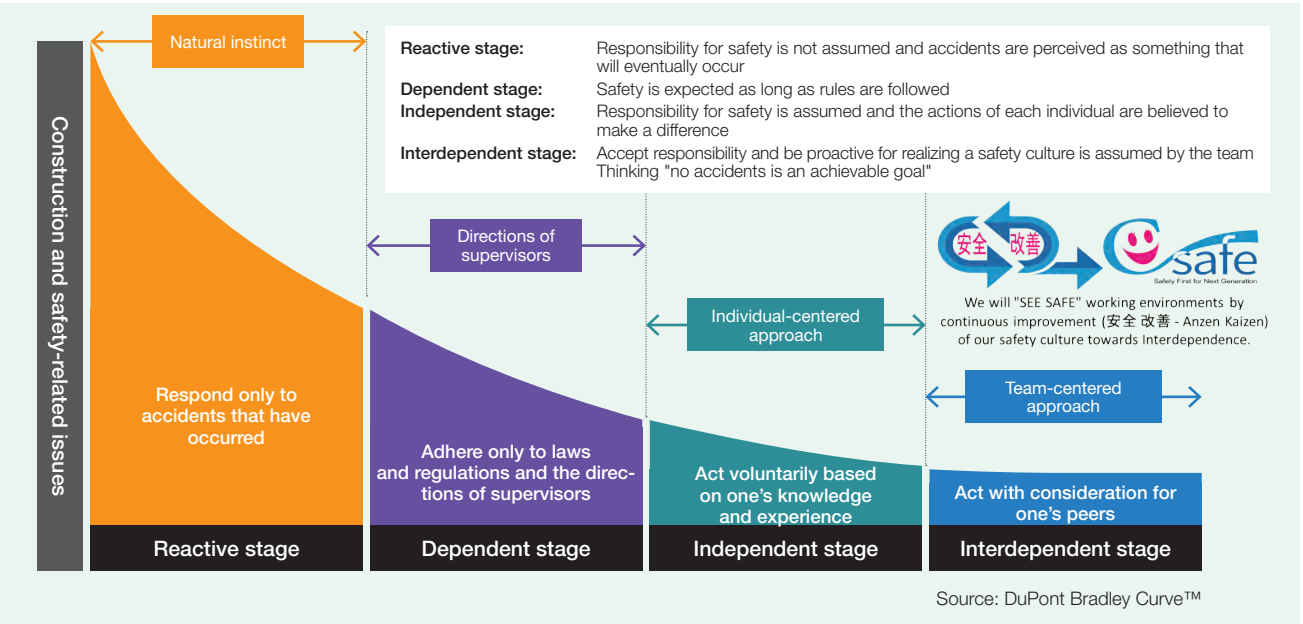 Construction and safety-related issues
Natural instinct
Reactive stage: Responsibility for safety is not assumed and accidents are perceived as something that
will eventually occur
Dependent stage: Safety is expected as long as rules are followed
Independent stage: Responsibility for safety is assumed and the actions of each individual are believed to
make a difference
Interdependent stage: Accept responsibility and be proactive for realizing a safety culture is assumed by the team
Thinking "no accidents is an achievable goal"
Directions of
supervisors
Individual-centered
approach
安全 改善
safe
Safety First for Next Generation
We will "SEE SAFE" working environments by
continuous improvement (安全 改善 - Anzen Kaizen)
of our safety culture towards Interdependence.
Team-centered
approach
Respond only to
accidents that have
occurred
Adhere only to laws
and regulations and the direc-
tions of supervisors
Act voluntarily based
on one’s knowledge
and experience
Act with consideration for
one’s peers
Reactive stage
Dependent stage
Independent stage
Interdependent stage
Source: DuPont Bradley Curve™